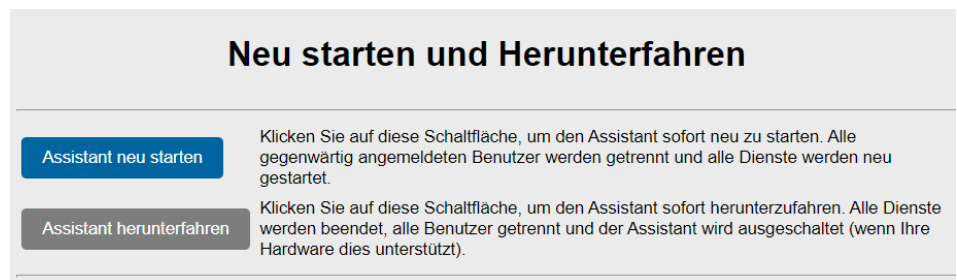 Neu starten und Herunterfahren
Assistant neu starten
Klicken Sie auf diese Schaltfläche, um den Assistant sofort neu zu starten. Alle
gegenwärtig angemeldeten Benutzer werden getrennt und alle Dienste werden neu
gestartet.
Assistant herunterfahren
Klicken Sie auf diese Schaltfläche, um den Assistant sofort herunterzufahren. Alle Dienste
werden beendet, alle Benutzer getrennt und der Assistant wird ausgeschaltet (wenn Ihre
Hardware dies unterstützt).